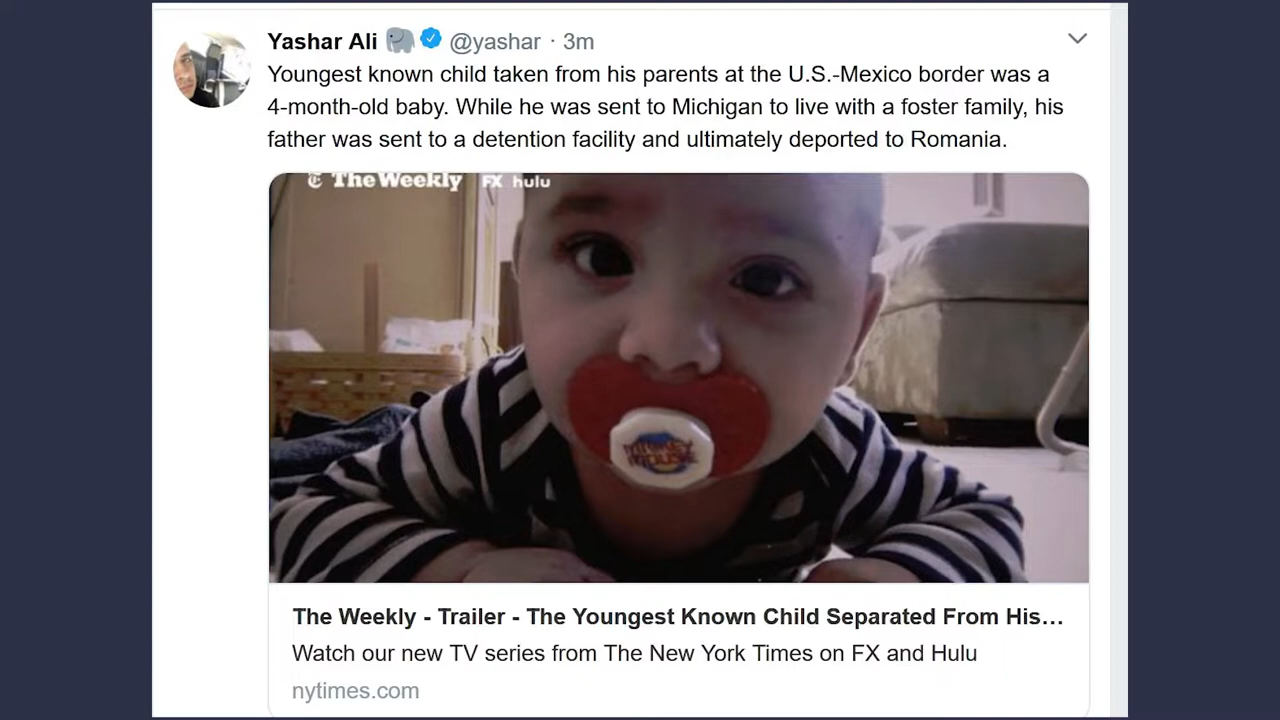 Yashar Ali @yashar · 3m
Youngest known child taken from his parents at the U.S.-Mexico border was a
4-month-old baby. While he was sent to Michigan to live with a foster family, his
father was sent to a detention facility and ultimately deported to Romania.
The Weekly FX hulu
MICKEY
MOUSE
The Weekly - Trailer - The Youngest Known Child Separated From His...
Watch our new TV series from The New York Times on FX and Hulu
nytimes.com